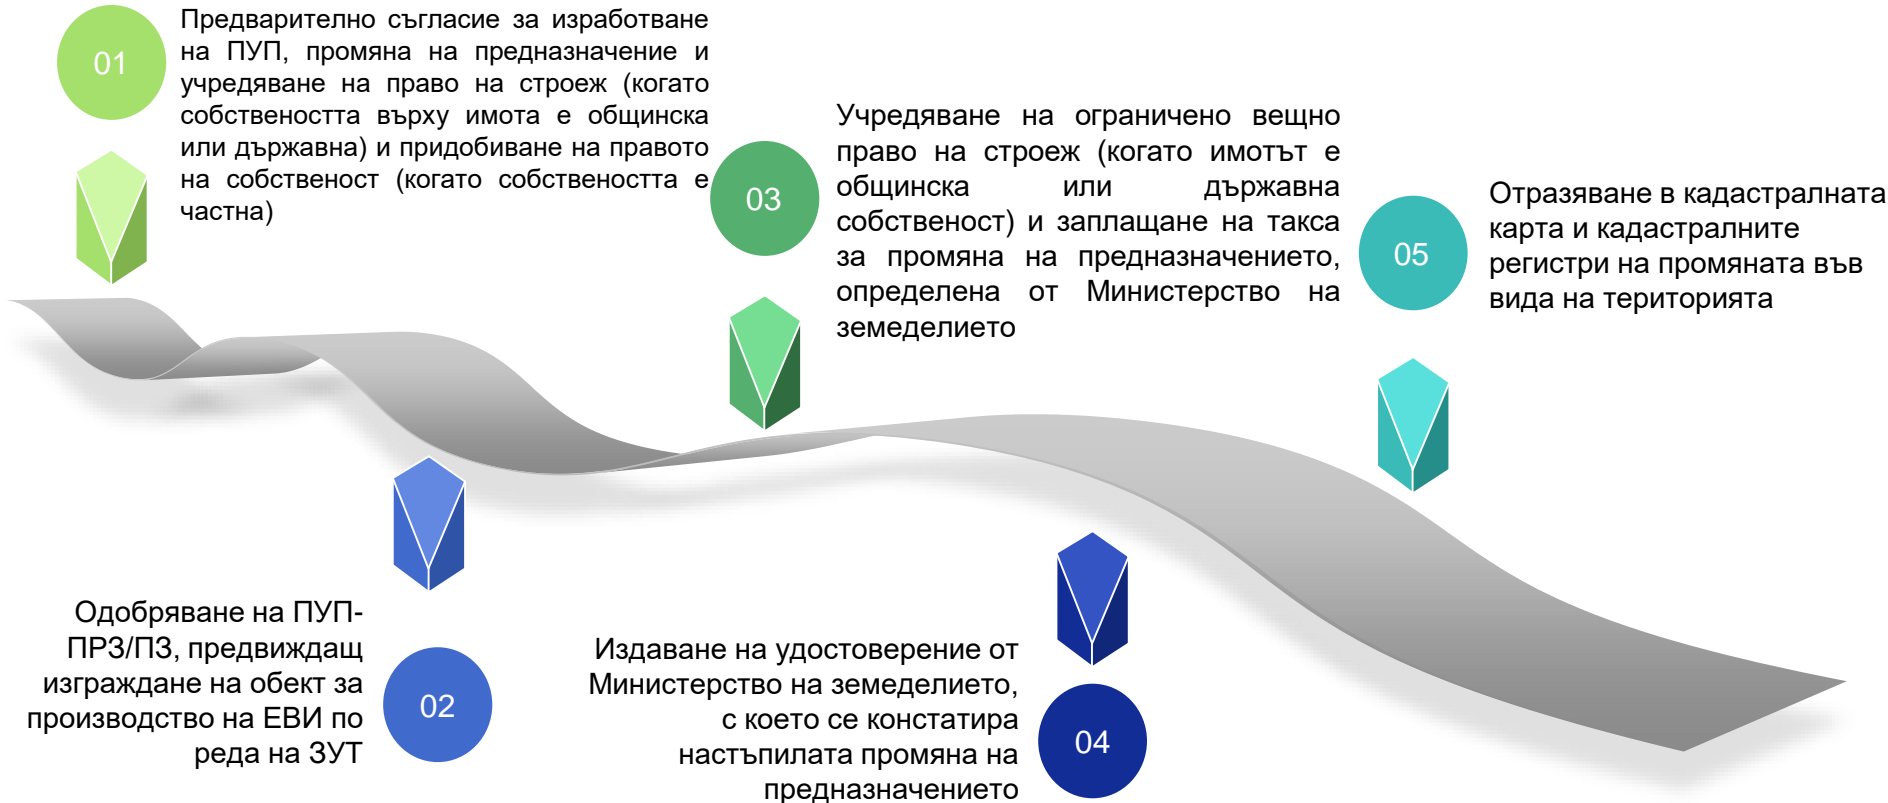 01
Предварително съгласие за изработване
на ПУП, промяна на предназначение и
учредяване на право на строеж (когато
собствеността върху имота е общинска
или държавна) и придобиване на правото
на собственост (когато собствеността е
частна)
02
Одобряване на ПУП-
ПРЗ/ПЗ, предвиждащ
изграждане на обект за
производство на ЕВИ по
реда на ЗУТ
03
Учредяване на ограничено вещно
право на строеж (когато имотът е
общинска или държавна
собственост) и заплащане на такса
за промяна на предназначението,
определена от Министерство на
земеделието
04
Издаване на удостоверение от
Министерство на земеделието,
с което се констатира
настъпилата промяна на
предназначението
05
Отразяване в кадастралната
карта и кадастралните
регистри на промяната във
вида на територията